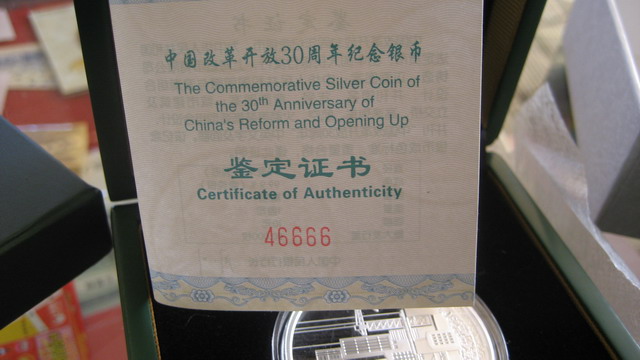 中国改革开放30周年纪念银币
The Commemorative Silver Coin of
the 30th Anniversary of
China's Reform and Opening Up
鉴定证书
Certificate of Authenticity
46666